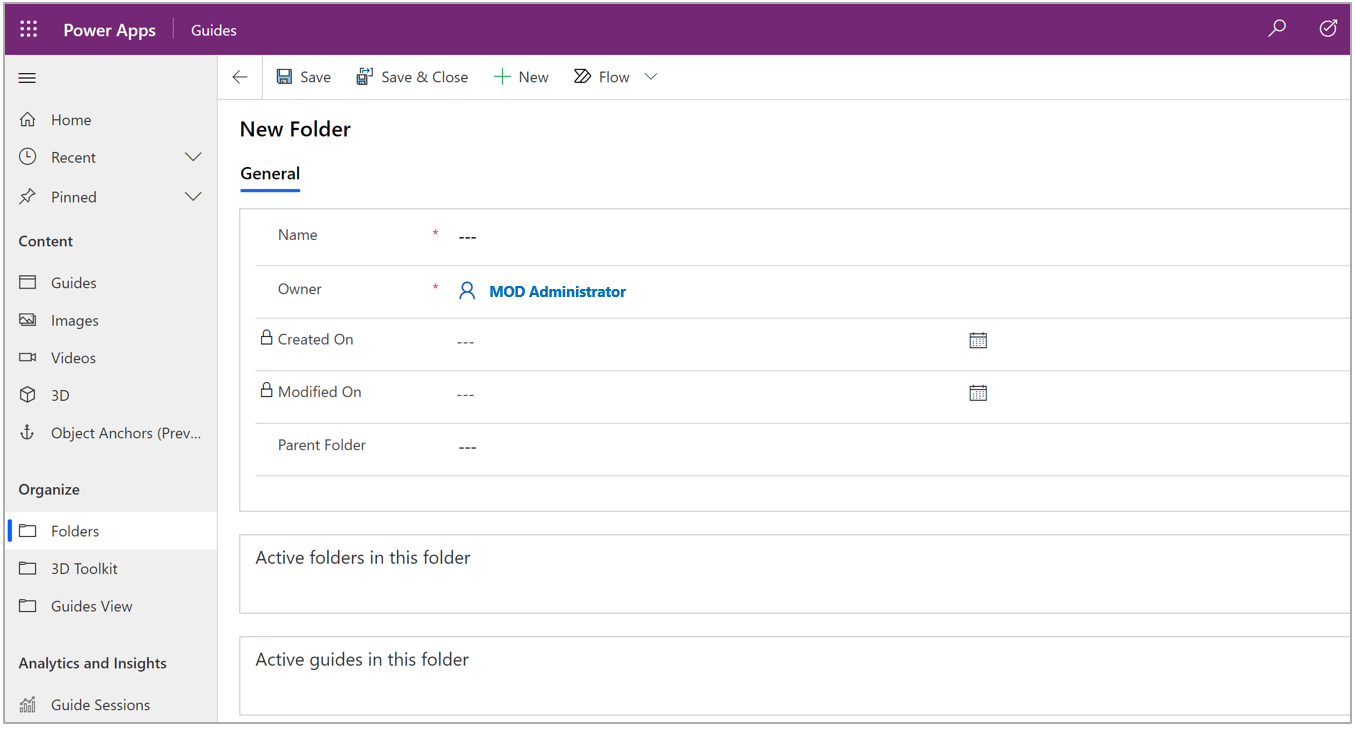 Power Apps Guides
Save Save & Close New Flow
Home
Recent
Pinned
Content
Guides
Images
Videos
3D
Object Anchors (Prev...
Organize
Folders
3D Toolkit
Guides View
Analytics and Insights
Guide Sessions
New Folder
General
Name * ---
Owner * MOD Administrator
Created On ---
Modified On ---
Parent Folder ---
Active folders in this folder
Active guides in this folder